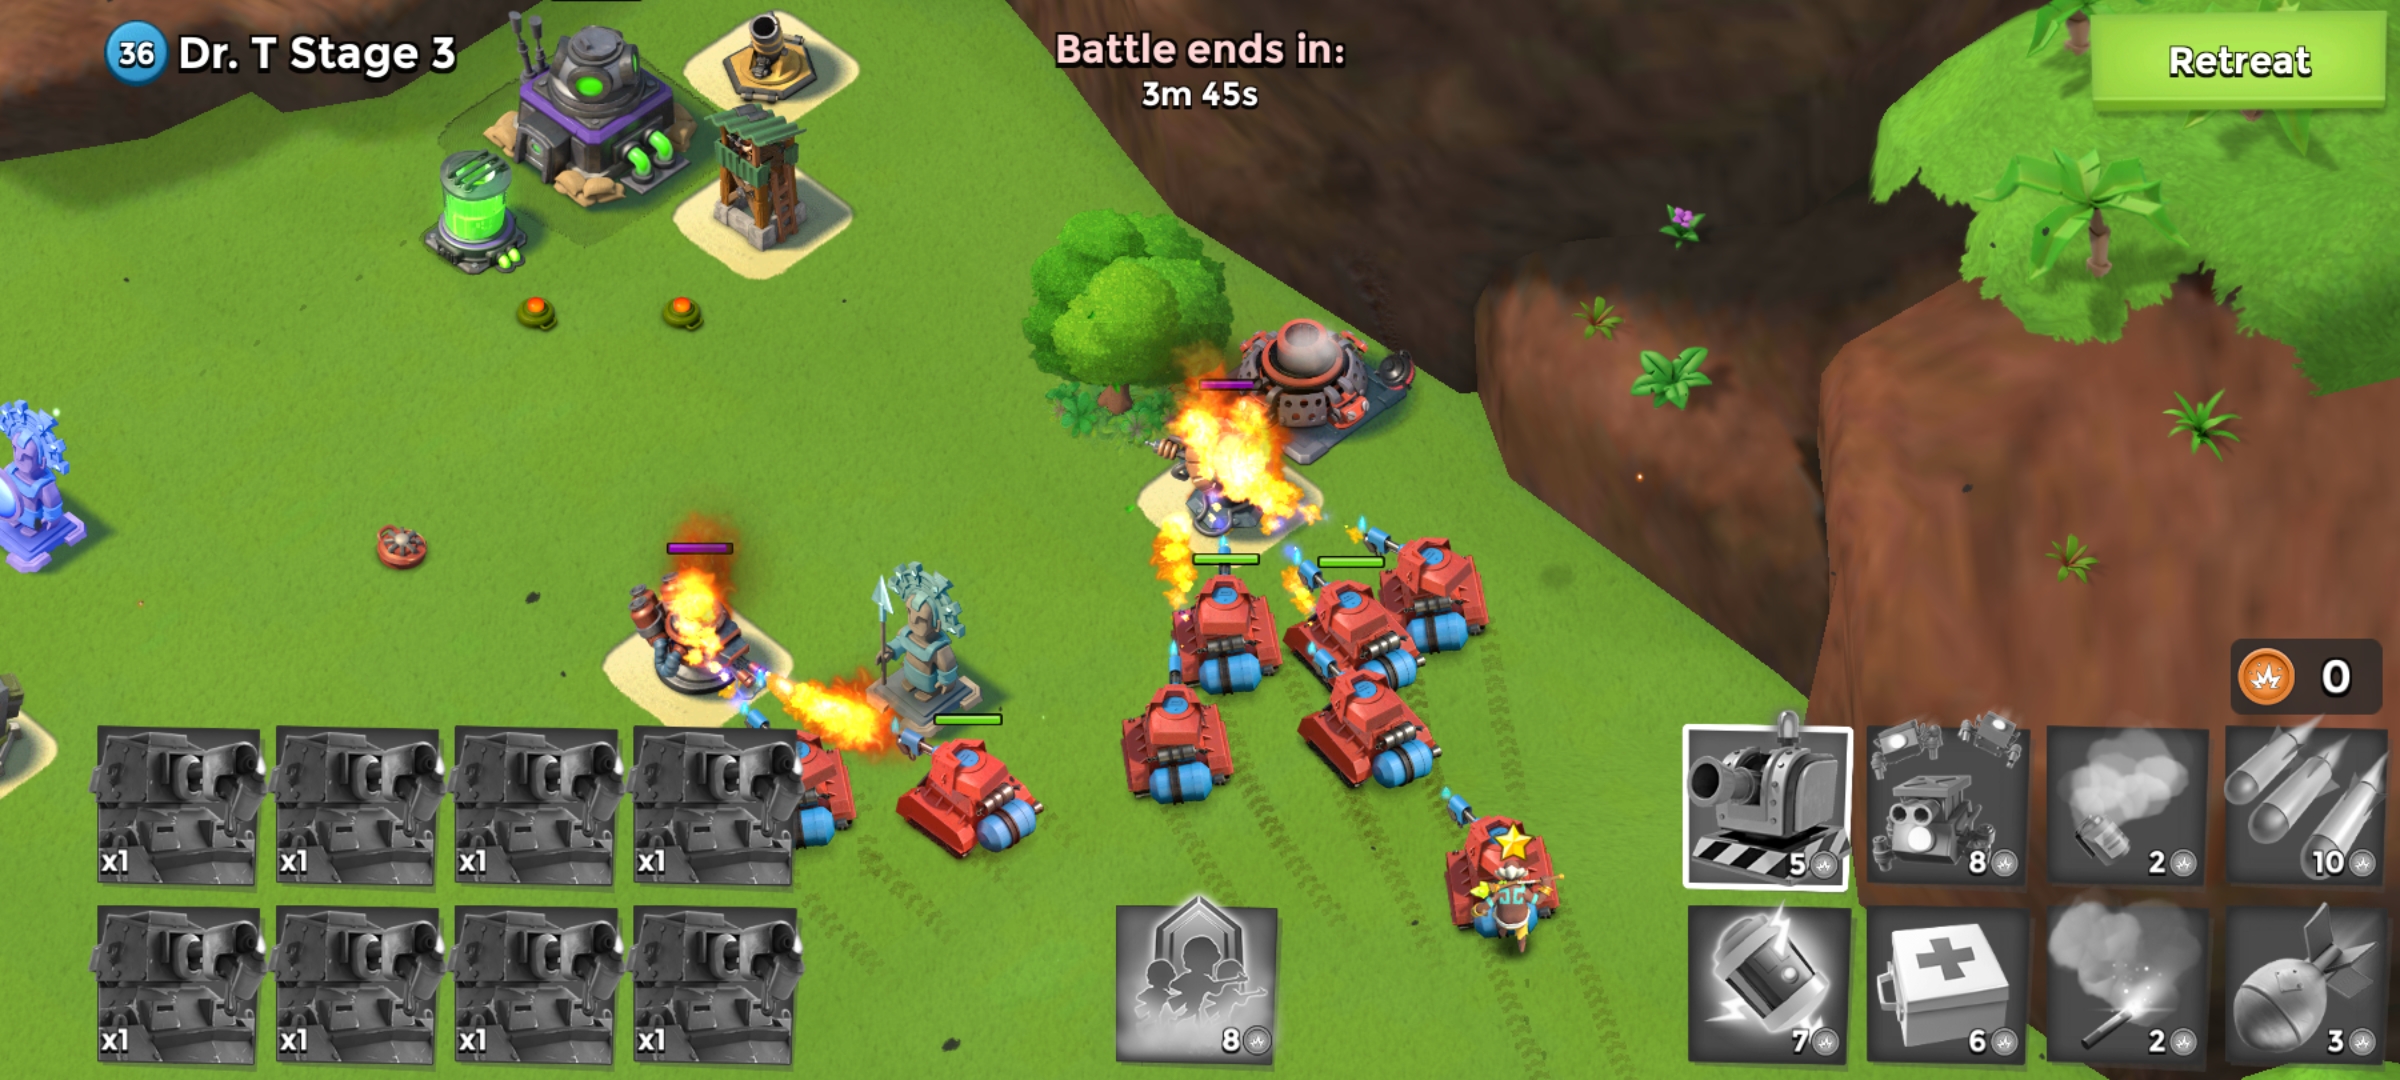 36 Dr. T Stage 3
Battle ends in:
3m 45s
Retreat
0
x1 x1 x1 x1
5 8 2 10
x1 x1 x1 x1
8
7 6 2 3